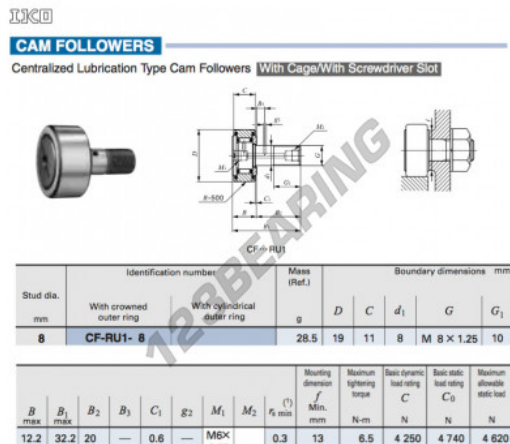 IKO
CAM FOLLOWERS
Centralized Lubrication Type Cam Followers With Cage/With Screwdriver Slot
C
D
G
R=500
B
CF…RU1
123BEARING
Identification number Mass (Ref.) Boundary dimensions mm
Stud dia. mm With crowned outer ring With cylindrical outer ring g D C d1 G G1
8 CF-RU1- 8 28.5 19 11 8 M 8×1.25 10
B max B1 max B2 B3 C1 g2 M1 M2 (¹) rs min Mounting dimension f Min. mm Maximum tightening torque N-m Basic dynamic load rating C N Basic static load rating C0 N Maximum allowable static load N
12.2 32.2 20 — 0.6 — M6× 0.3 13 6.5 4 250 4 740 4 620